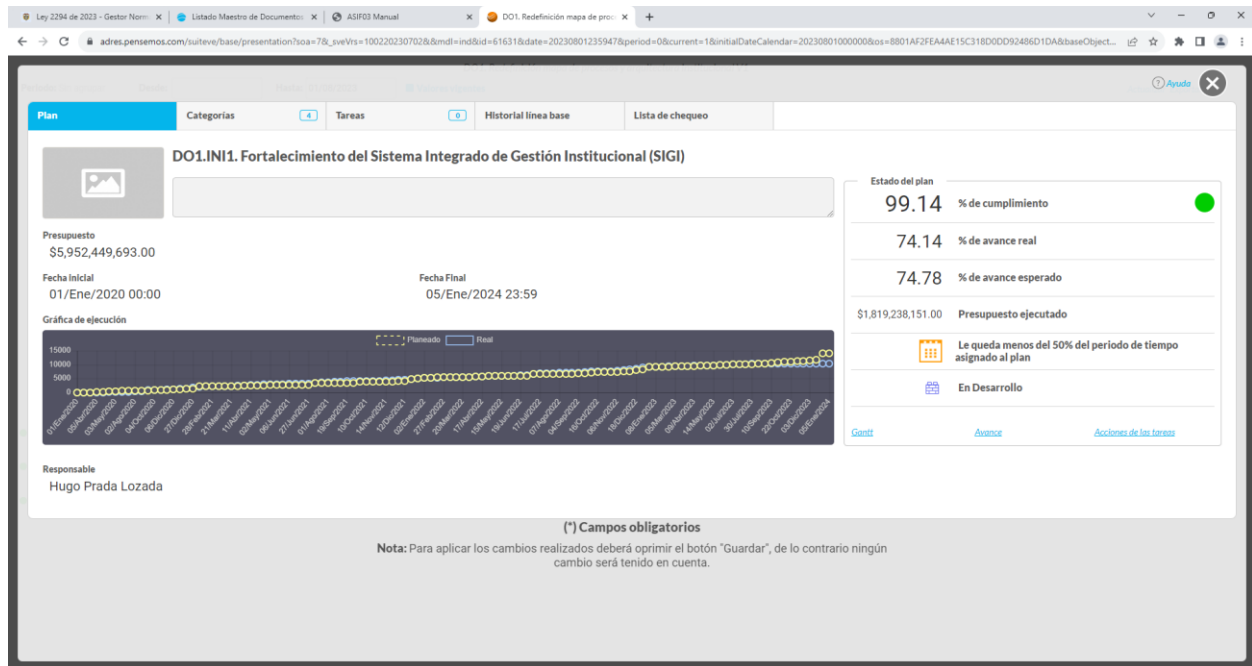 Ley 2294 de 2023 - Gestor Norm
Listado Maestro de Documentos
ASIF03 Manual
DO1. Redefinición mapa de proc
adres.pensemos.com/suiteve/base/presentation?soa=7&_sveVrs=100220230702&&mdl=ind&id=61631&date=20230801235947&period=0&current=1&initialDateCalendar=20230801000000&os=8801AF2FEA4AE15C318D0DD92486D1DA&baseObject...
Ayuda
Plan
Categorías 4
Tareas 0
Historial línea base
Lista de chequeo
DO1.INI1. Fortalecimiento del Sistema Integrado de Gestión Institucional (SIGI)
Estado del plan
99.14 % de cumplimiento
Presupuesto
$5,952,449,693.00
74.14 % de avance real
Fecha Inicial
01/Ene/2020 00:00
Fecha Final
05/Ene/2024 23:59
74.78 % de avance esperado
Gráfica de ejecución
$1,819,238,151.00 Presupuesto ejecutado
Planeado Real
15000
10000
5000
0
Le queda menos del 50% del periodo de tiempo
asignado al plan
En Desarrollo
Gantt
Avance
Acciones de las tareas
Responsable
Hugo Prada Lozada
(*) Campos obligatorios
Nota: Para aplicar los cambios realizados deberá oprimir el botón "Guardar", de lo contrario ningún
cambio será tenido en cuenta.